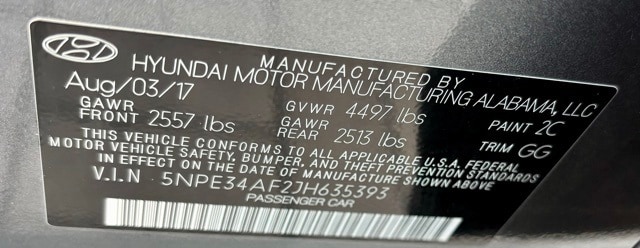 MANUFACTURED BY
HYUNDAI MOTOR MANUFACTURING ALABAMA, LLC
Aug/03/17
GVWR 4497 lbs
PAINT 2C
GAWR
FRONT 2557 lbs
GAWR
REAR 2513 lbs
TRIM GG
THIS VEHICLE CONFORMS TO ALL APPLICABLE U.S.A. FEDERAL
MOTOR VEHICLE SAFETY, BUMPER, AND THEFT PREVENTION STANDARDS
IN EFFECT ON THE DATE OF MANUFACTURE SHOWN ABOVE.
V.I.N 5NPE34AF2JH635393
PASSENGER CAR